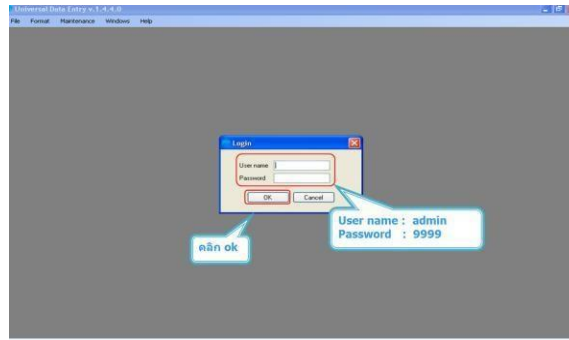 Universal Data Entry v.1.4.4.0
File Format Maintenance Windows Help
Login
User name
Password
OK Cancel
User name : admin
Password : 9999
คลิก ok